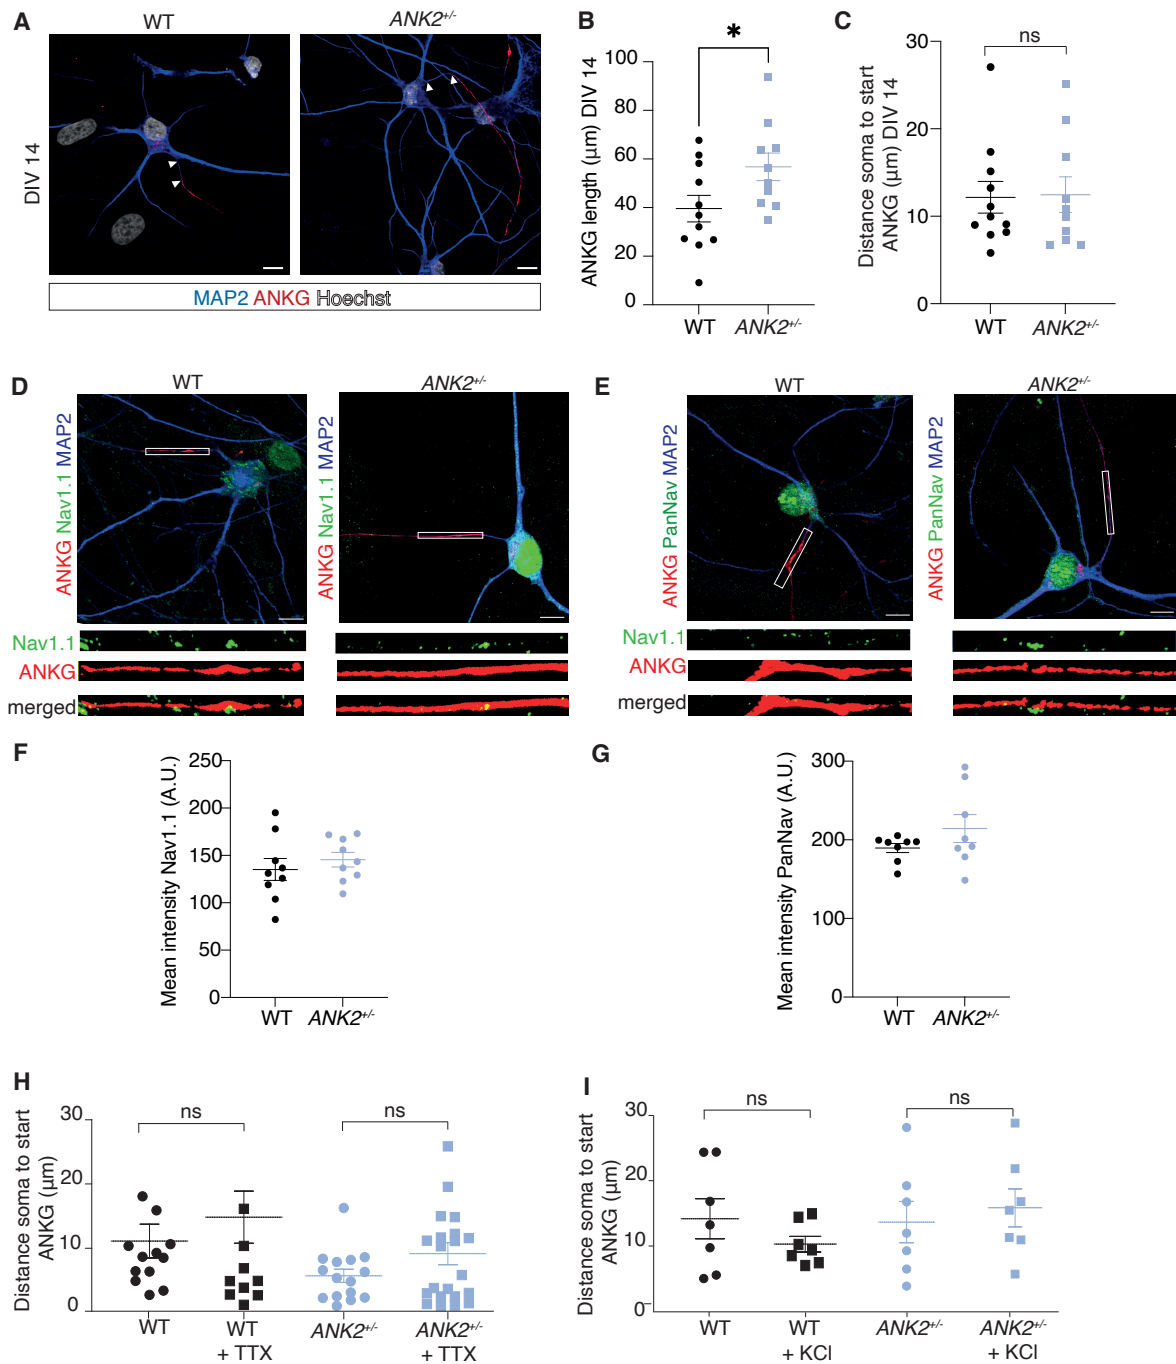 A
WT
ANK2+/-
DIV 14
MAP2 ANKG Hoechst
B
ANKG length (µm) DIV 14
100
80
60
40
20
0
*
WT
ANK2+/-
C
Distance soma to start
ANKG (µm) DIV 14
30
20
10
0
ns
WT
ANK2+/-
D
WT
ANK2+/-
ANKG Nav1.1 MAP2
ANKG Nav1.1 MAP2
Nav1.1
ANKG
merged
E
WT
ANK2+/-
ANKG PanNav MAP2
ANKG PanNav MAP2
Nav1.1
ANKG
merged
F
Mean intensity Nav1.1 (A.U.)
250
200
150
100
50
0
WT
ANK2+/-
G
Mean intensity PanNav (A.U.)
300
200
100
0
WT
ANK2+/-
H
Distance soma to start
ANKG (µm)
30
20
10
0
ns
ns
WT
WT
+ TTX
ANK2+/-
ANK2+/-
+ TTX
I
Distance soma to start
ANKG (µm)
30
20
10
0
ns
ns
WT
WT
+ KCl
ANK2+/-
ANK2+/-
+ KCl